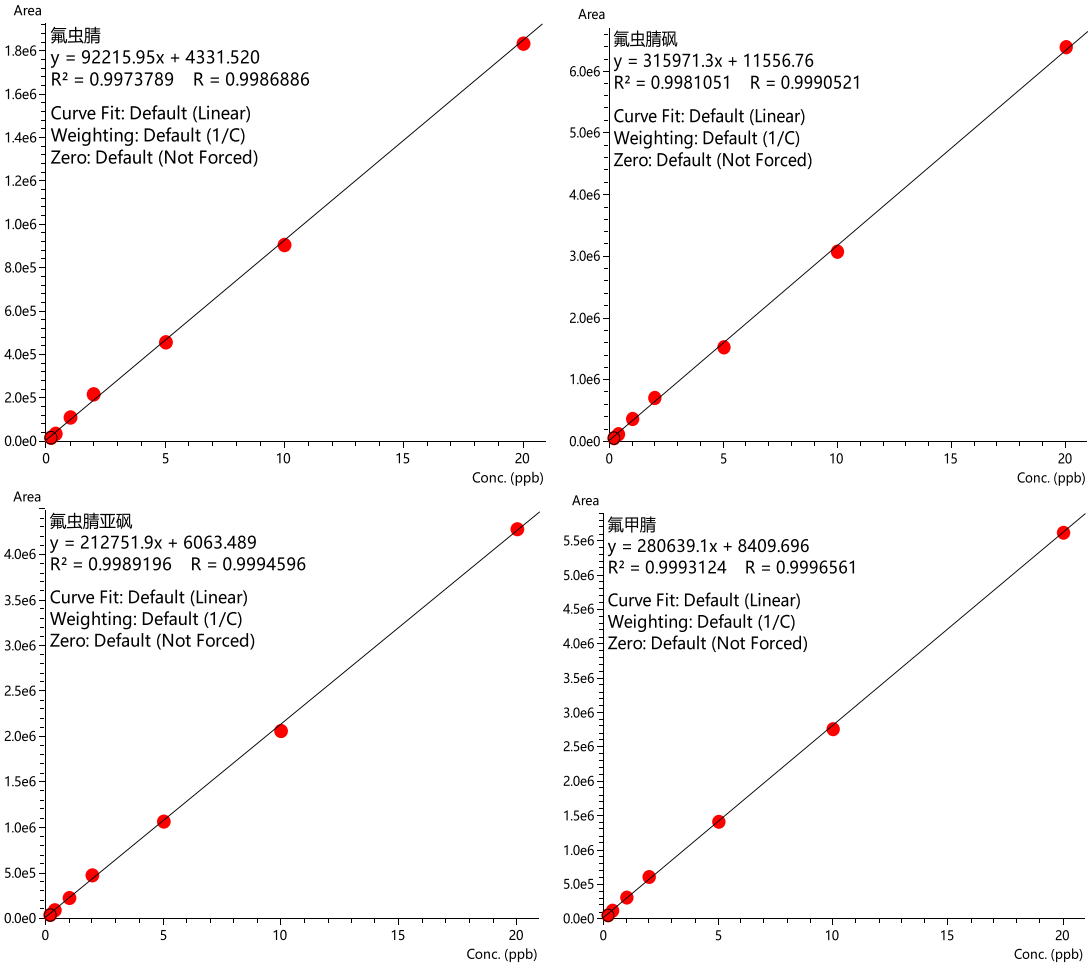 Area
氟虫腈
y = 92215.95x + 4331.520
R² = 0.9973789 R = 0.9986886
Curve Fit: Default (Linear)
Weighting: Default (1/C)
Zero: Default (Not Forced)
1.8e6
1.6e6
1.4e6
1.2e6
1.0e6
8.0e5
6.0e5
4.0e5
2.0e5
0.0e0
0 5 10 15 20
Conc. (ppb)
Area
氟虫腈砜
y = 315971.3x + 11556.76
R² = 0.9981051 R = 0.9990521
Curve Fit: Default (Linear)
Weighting: Default (1/C)
Zero: Default (Not Forced)
6.0e6
5.0e6
4.0e6
3.0e6
2.0e6
1.0e6
0.0e0
0 5 10 15 20
Conc. (ppb)
Area
氟虫腈亚砜
y = 212751.9x + 6063.489
R² = 0.9989196 R = 0.9994596
Curve Fit: Default (Linear)
Weighting: Default (1/C)
Zero: Default (Not Forced)
4.0e6
3.5e6
3.0e6
2.5e6
2.0e6
1.5e6
1.0e6
5.0e5
0.0e0
0 5 10 15 20
Conc. (ppb)
Area
氟甲腈
y = 280639.1x + 8409.696
R² = 0.9993124 R = 0.9996561
Curve Fit: Default (Linear)
Weighting: Default (1/C)
Zero: Default (Not Forced)
5.5e6
5.0e6
4.5e6
4.0e6
3.5e6
3.0e6
2.5e6
2.0e6
1.5e6
1.0e6
5.0e5
0.0e0
0 5 10 15 20
Conc. (ppb)